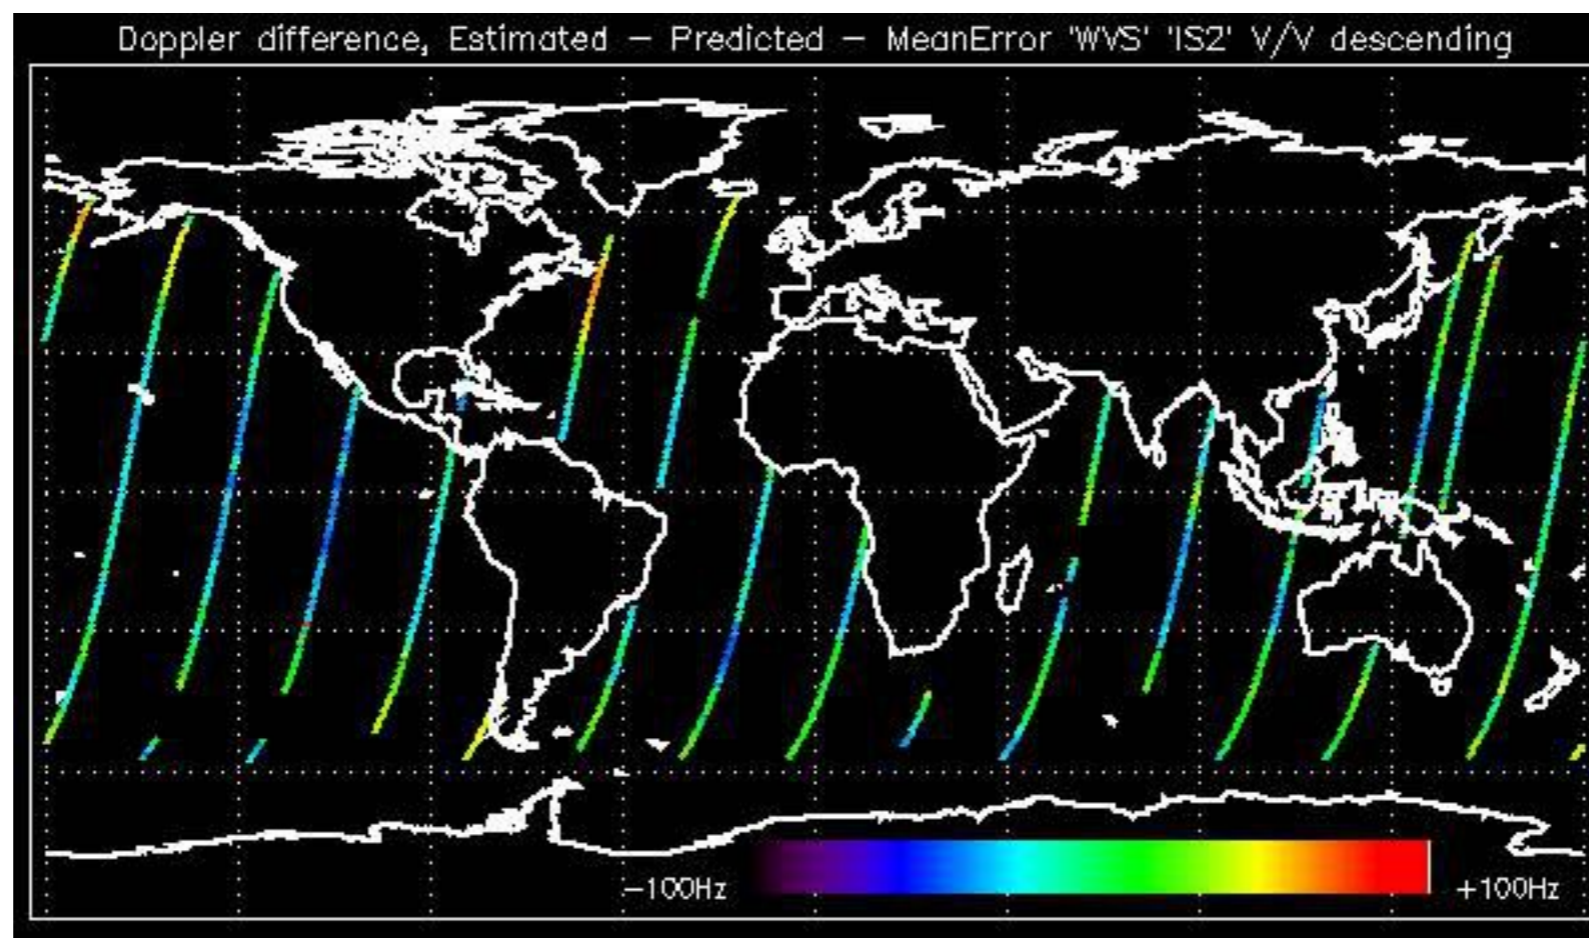 Doppler difference, Estimated – Predicted – MeanError 'WVS' 'IS2' V/V descending
–100Hz
+100Hz